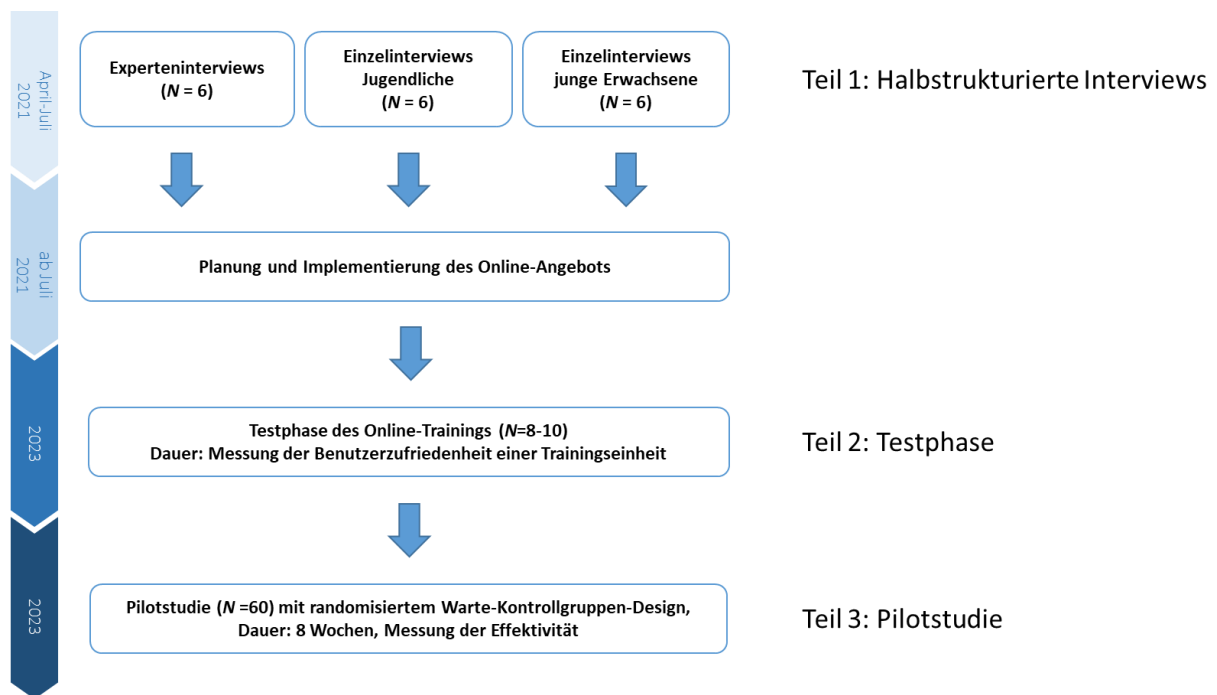 April-Juli
2021
Experteninterviews
(N = 6)
Einzelinterviews
Jugendliche
(N = 6)
Einzelinterviews
junge Erwachsene
(N = 6)
Teil 1: Halbstrukturierte Interviews
ab Juli
2021
Planung und Implementierung des Online-Angebots
2023
Testphase des Online-Trainings (N=8-10)
Dauer: Messung der Benutzerzufriedenheit einer Trainingseinheit
Teil 2: Testphase
2023
Pilotstudie (N =60) mit randomisiertem Warte-Kontrollgruppen-Design,
Dauer: 8 Wochen, Messung der Effektivität
Teil 3: Pilotstudie